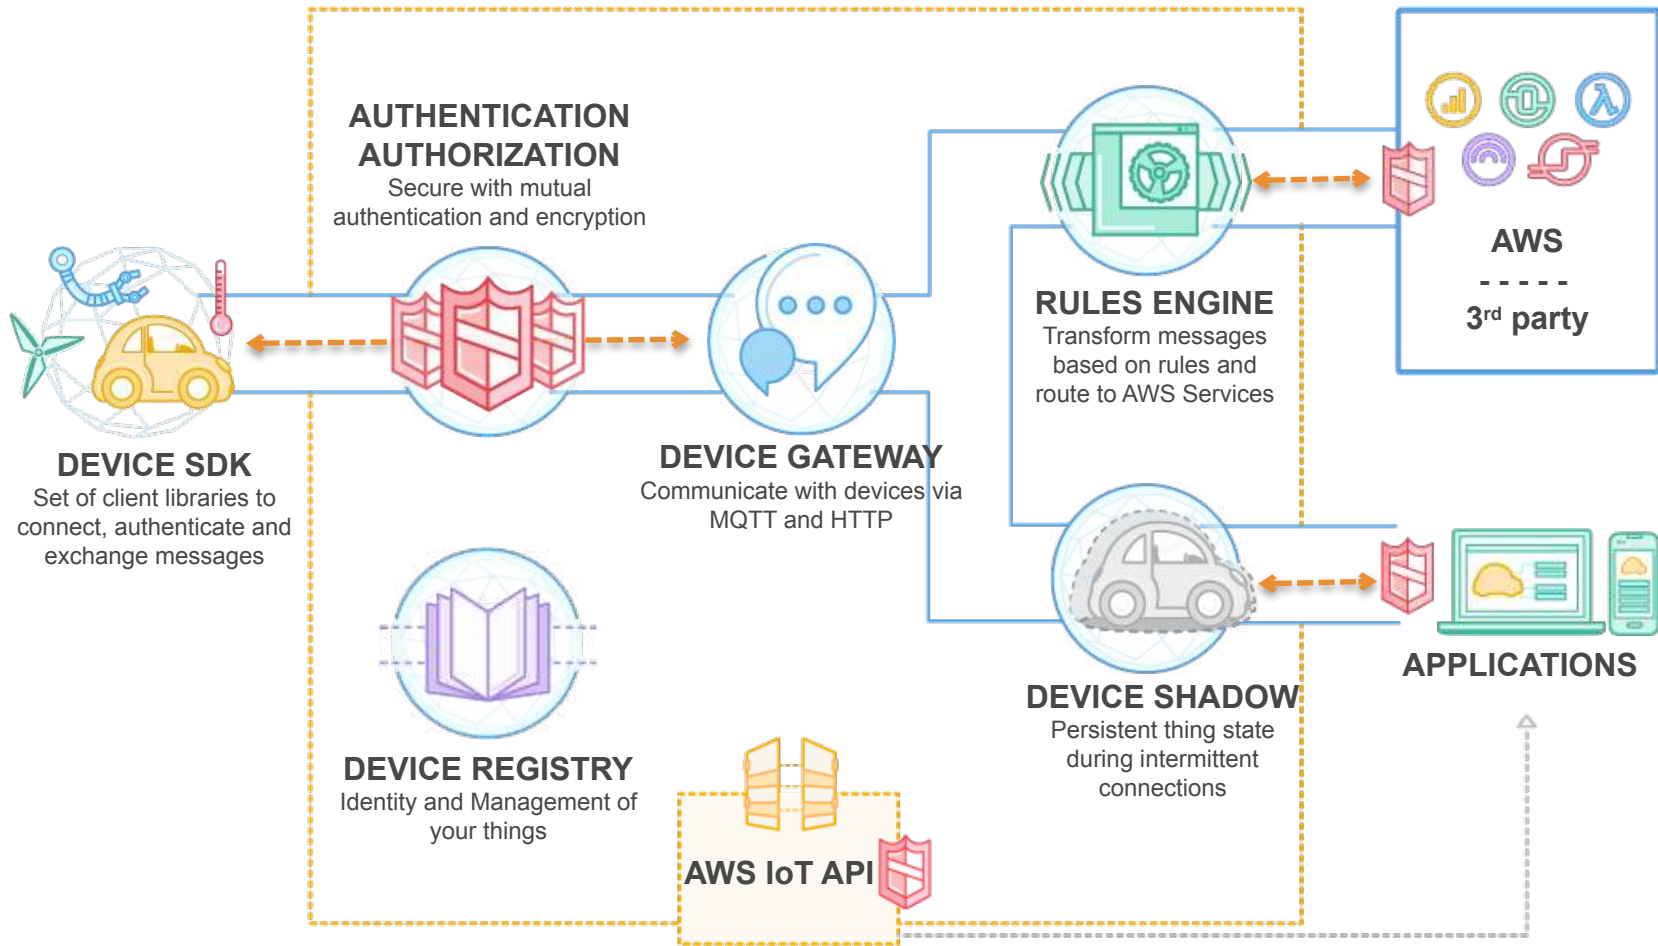 AUTHENTICATION
AUTHORIZATION
Secure with mutual
authentication and encryption
DEVICE SDK
Set of client libraries to
connect, authenticate and
exchange messages
DEVICE GATEWAY
Communicate with devices via
MQTT and HTTP
RULES ENGINE
Transform messages
based on rules and
route to AWS Services
AWS
- - - - -
3rd party
DEVICE REGISTRY
Identity and Management of
your things
DEVICE SHADOW
Persistent thing state
during intermittent
connections
APPLICATIONS
AWS IoT API